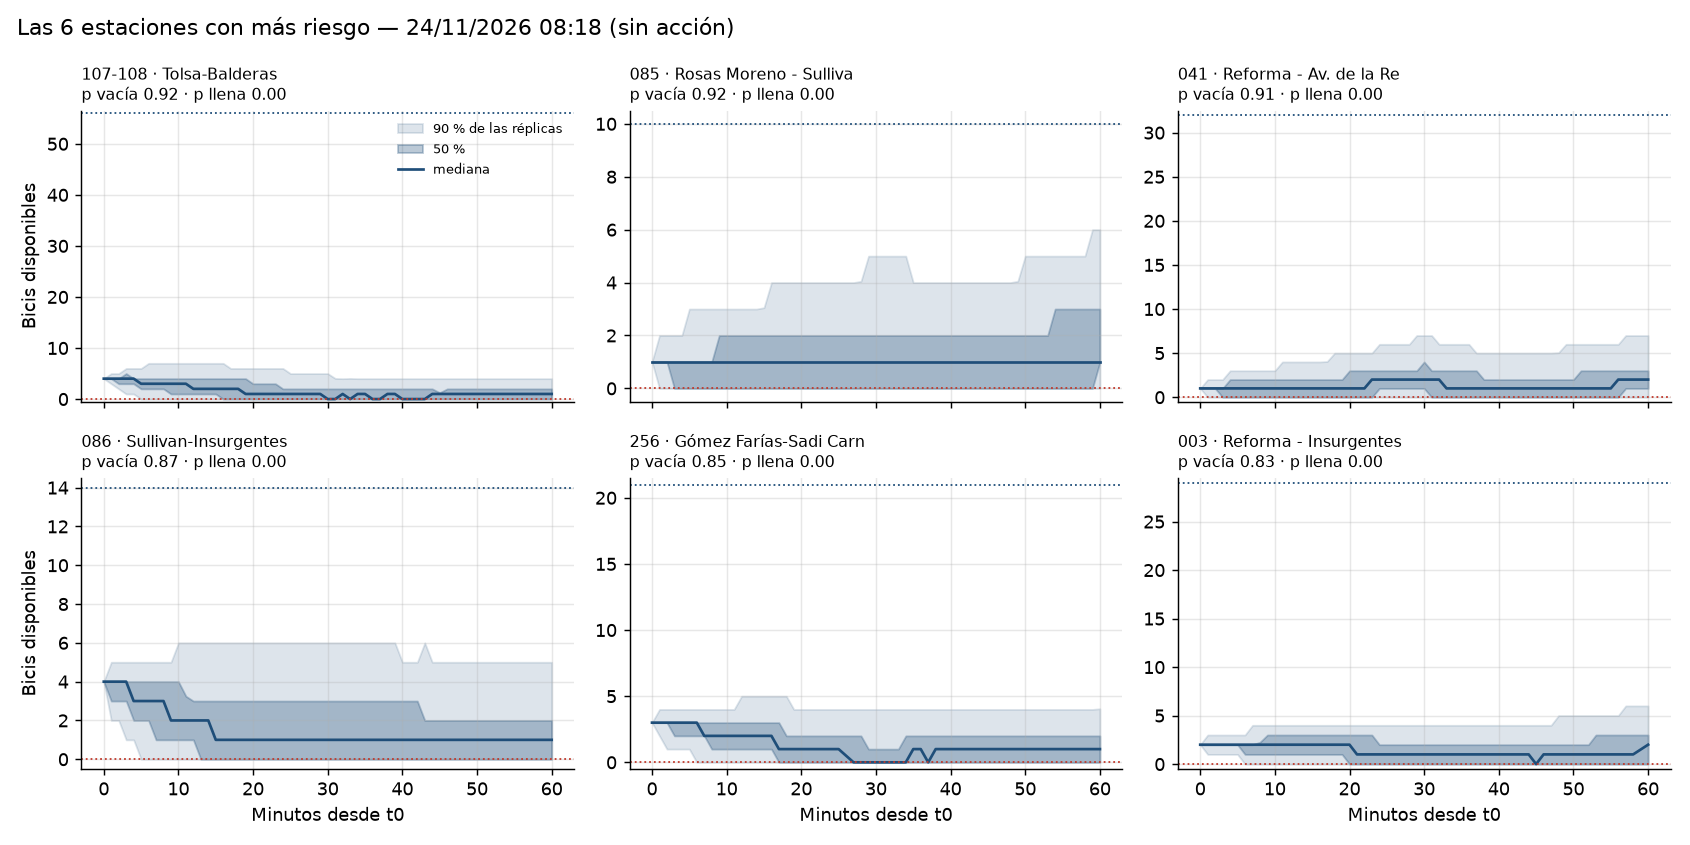 Las 6 estaciones con más riesgo — 24/11/2026 08:18 (sin acción)
107-108 · Tolsa-Balderas
p vacía 0.92 · p llena 0.00
90 % de las réplicas
50 %
mediana
Bicis disponibles
50
40
30
20
10
0
085 · Rosas Moreno - Sulliva
p vacía 0.92 · p llena 0.00
10
8
6
4
2
0
041 · Reforma - Av. de la Re
p vacía 0.91 · p llena 0.00
30
25
20
15
10
5
0
086 · Sullivan-Insurgentes
p vacía 0.87 · p llena 0.00
Bicis disponibles
14
12
10
8
6
4
2
0
0 10 20 30 40 50 60
Minutos desde t0
256 · Gómez Farías-Sadi Carn
p vacía 0.85 · p llena 0.00
20
15
10
5
0
0 10 20 30 40 50 60
Minutos desde t0
003 · Reforma - Insurgentes
p vacía 0.83 · p llena 0.00
25
20
15
10
5
0
0 10 20 30 40 50 60
Minutos desde t0